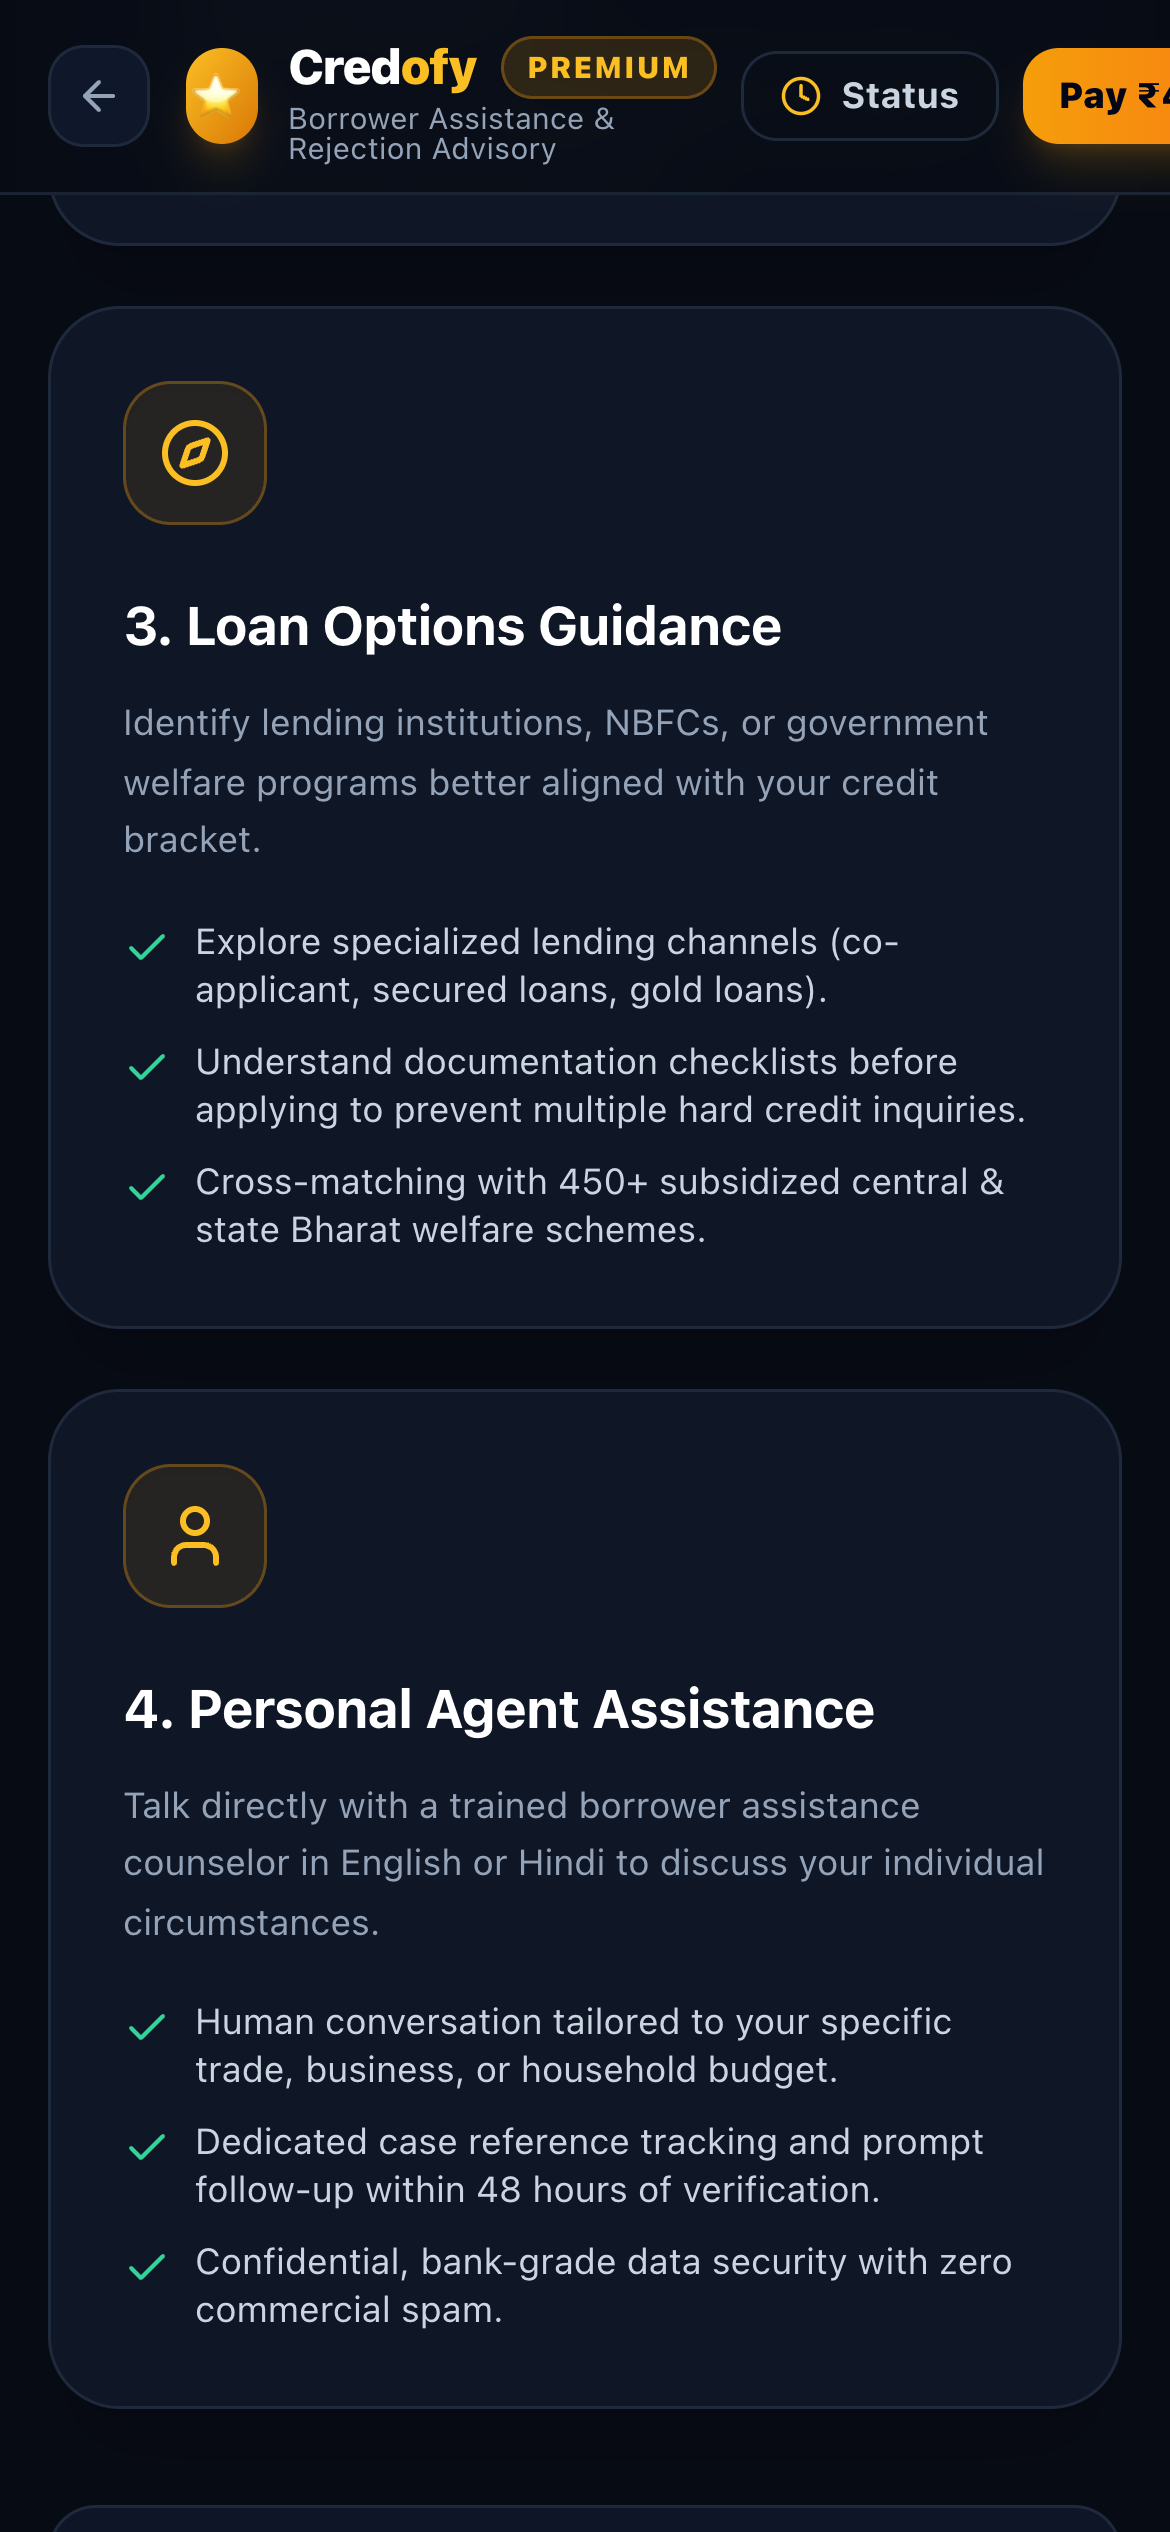 Credofy PREMIUM
Borrower Assistance &
Rejection Advisory
Status
Pay ₹4
3. Loan Options Guidance
Identify lending institutions, NBFCs, or government
welfare programs better aligned with your credit
bracket.
Explore specialized lending channels (co-
applicant, secured loans, gold loans).
Understand documentation checklists before
applying to prevent multiple hard credit inquiries.
Cross-matching with 450+ subsidized central &
state Bharat welfare schemes.
4. Personal Agent Assistance
Talk directly with a trained borrower assistance
counselor in English or Hindi to discuss your individual
circumstances.
Human conversation tailored to your specific
trade, business, or household budget.
Dedicated case reference tracking and prompt
follow-up within 48 hours of verification.
Confidential, bank-grade data security with zero
commercial spam.